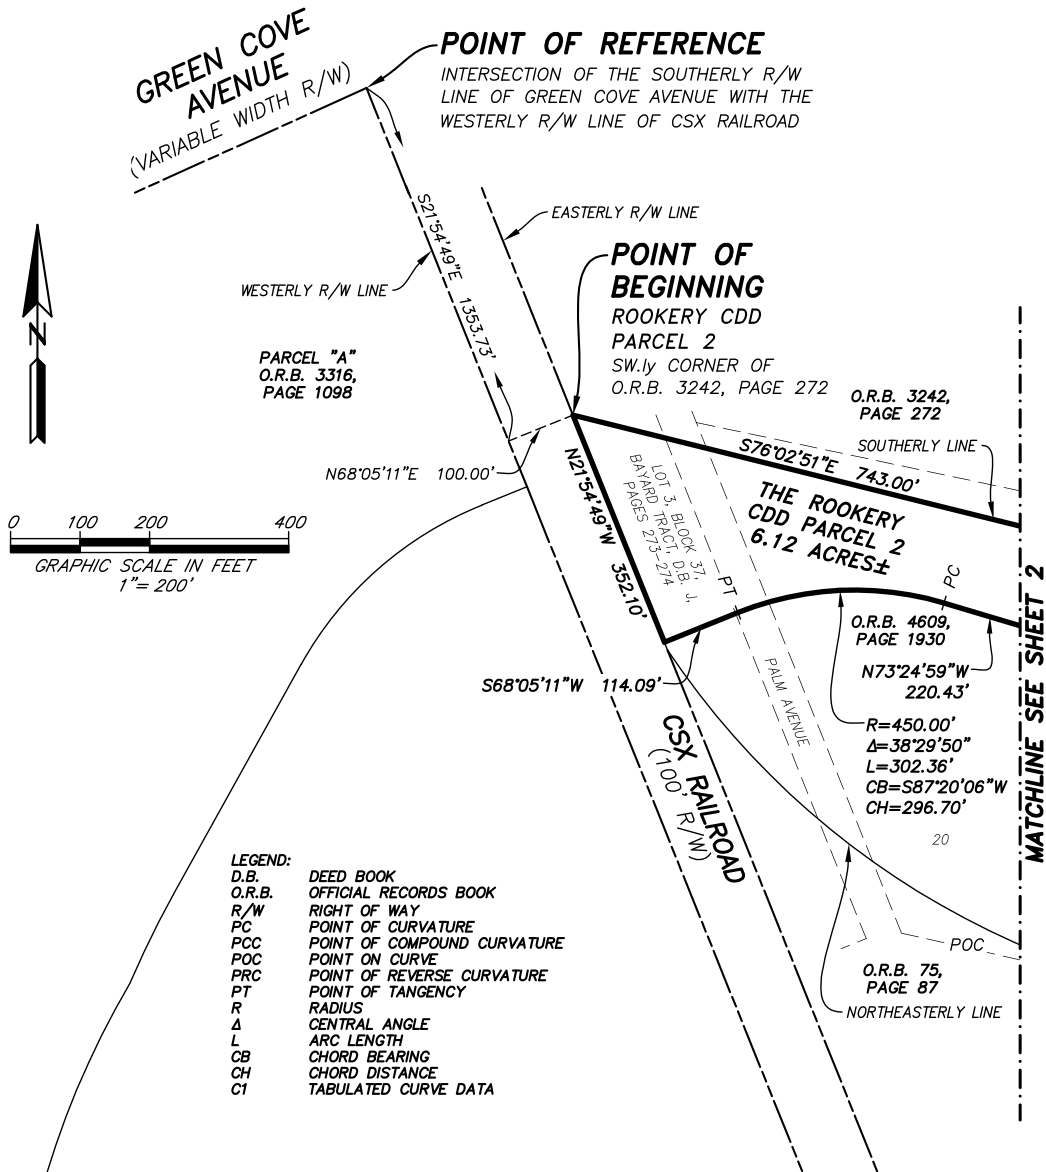 GREEN COVE
AVENUE
(VARIABLE WIDTH R/W)
POINT OF REFERENCE
INTERSECTION OF THE SOUTHERLY R/W
LINE OF GREEN COVE AVENUE WITH THE
WESTERLY R/W LINE OF CSX RAILROAD
S21°54'49"E 1353.73'
EASTERLY R/W LINE
WESTERLY R/W LINE
POINT OF
BEGINNING
ROOKERY CDD
PARCEL 2
SW.ly CORNER OF
O.R.B. 3242, PAGE 272
N
PARCEL "A"
O.R.B. 3316,
PAGE 1098
O.R.B. 3242,
PAGE 272
SOUTHERLY LINE
S76°02'51"E 743.00'
N68°05'11"E 100.00'
N21°54'49"W 352.10'
LOT 3, BLOCK 37,
BAYARD TRACT, D.B. J,
PAGES 273-274
THE ROOKERY
CDD PARCEL 2
6.12 ACRES±
0 100 200 400
GRAPHIC SCALE IN FEET
1"= 200'
PT
PC
O.R.B. 4609,
PAGE 1930
N73°24'59"W
220.43'
S68°05'11"W 114.09'
PALM AVENUE
R=450.00'
Δ=38°29'50"
L=302.36'
CB=S87°20'06"W
CH=296.70'
20
MATCHLINE SEE SHEET 2
CSX RAILROAD
(100' R/W)
POC
O.R.B. 75,
PAGE 87
NORTHEASTERLY LINE
LEGEND:
D.B. DEED BOOK
O.R.B. OFFICIAL RECORDS BOOK
R/W RIGHT OF WAY
PC POINT OF CURVATURE
PCC POINT OF COMPOUND CURVATURE
POC POINT ON CURVE
PRC POINT OF REVERSE CURVATURE
PT POINT OF TANGENCY
R RADIUS
Δ CENTRAL ANGLE
L ARC LENGTH
CB CHORD BEARING
CH CHORD DISTANCE
C1 TABULATED CURVE DATA